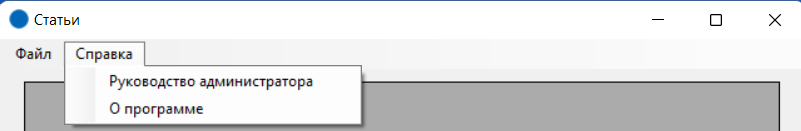 Статьи
Файл Справка
Руководство администратора
О программе